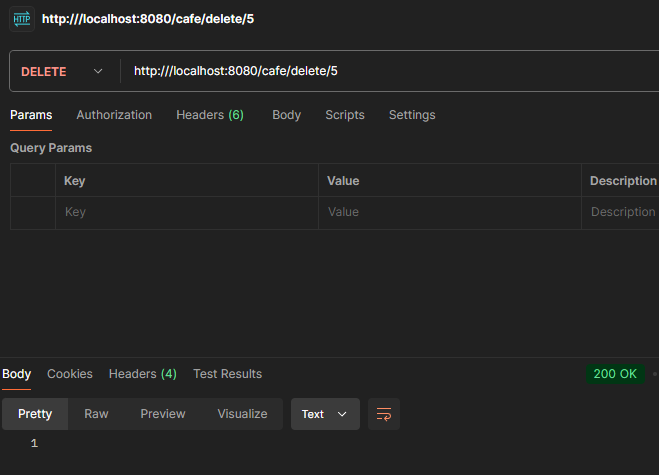 HTTP http:///localhost:8080/cafe/delete/5
DELETE http:///localhost:8080/cafe/delete/5
Params Authorization Headers (6) Body Scripts Settings
Query Params
Key Value Description
Key Value Description
Body Cookies Headers (4) Test Results 200 OK
Pretty Raw Preview Visualize Text
1